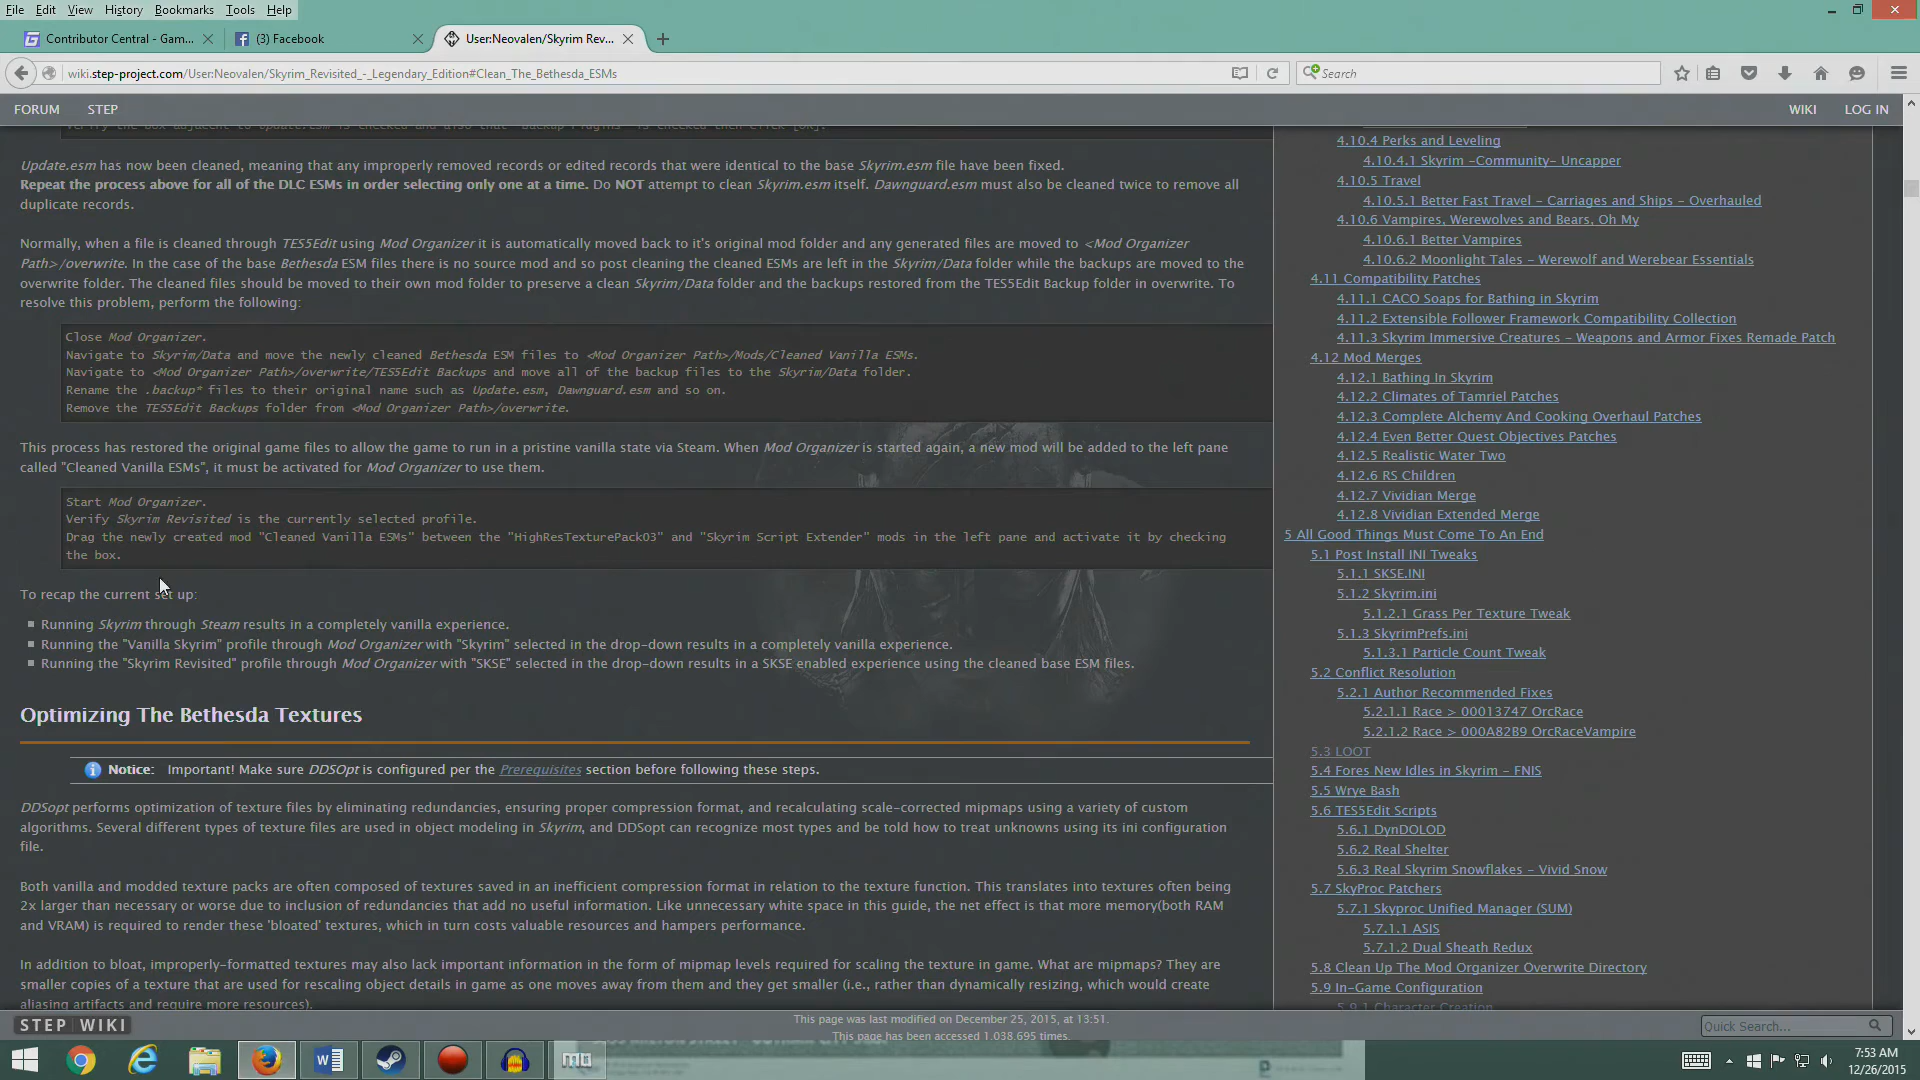 File Edit View History Bookmarks Tools Help
Contributor Central - Gam...
(3) Facebook
User:Neovalen/Skyrim Rev...
wiki.step-project.com/User:Neovalen/Skyrim_Revisited_-_Legendary_Edition#Clean_The_Bethesda_ESMs
Search
FORUM STEP WIKI LOG IN
Verify the box adjacent to Update.esm is checked and also that "Backup Plugins" is checked then click [OK].
Update.esm has now been cleaned, meaning that any improperly removed records or edited records that were identical to the base Skyrim.esm file have been fixed.
Repeat the process above for all of the DLC ESMs in order selecting only one at a time. Do NOT attempt to clean Skyrim.esm itself. Dawnguard.esm must also be cleaned twice to remove all
duplicate records.
Normally, when a file is cleaned through TES5Edit using Mod Organizer it is automatically moved back to it's original mod folder and any generated files are moved to <Mod Organizer
Path>/overwrite. In the case of the base Bethesda ESM files there is no source mod and so post cleaning the cleaned ESMs are left in the Skyrim/Data folder while the backups are moved to the
overwrite folder. The cleaned files should be moved to their own mod folder to preserve a clean Skyrim/Data folder and the backups restored from the TES5Edit Backup folder in overwrite. To
resolve this problem, perform the following:
Close Mod Organizer.
Navigate to Skyrim/Data and move the newly cleaned Bethesda ESM files to <Mod Organizer Path>/Mods/Cleaned Vanilla ESMs.
Navigate to <Mod Organizer Path>/overwrite/TES5Edit Backups and move all of the backup files to the Skyrim/Data folder.
Rename the .backup* files to their original name such as Update.esm, Dawnguard.esm and so on.
Remove the TES5Edit Backups folder from <Mod Organizer Path>/overwrite.
This process has restored the original game files to allow the game to run in a pristine vanilla state via Steam. When Mod Organizer is started again, a new mod will be added to the left pane
called "Cleaned Vanilla ESMs", it must be activated for Mod Organizer to use them.
Start Mod Organizer.
Verify Skyrim Revisited is the currently selected profile.
Drag the newly created mod "Cleaned Vanilla ESMs" between the "HighResTexturePack03" and "Skyrim Script Extender" mods in the left pane and activate it by checking
the box.
To recap the current set up:
Running Skyrim through Steam results in a completely vanilla experience.
Running the "Vanilla Skyrim" profile through Mod Organizer with "Skyrim" selected in the drop-down results in a completely vanilla experience.
Running the "Skyrim Revisited" profile through Mod Organizer with "SKSE" selected in the drop-down results in a SKSE enabled experience using the cleaned base ESM files.
Optimizing The Bethesda Textures
Notice: Important! Make sure DDSOpt is configured per the Prerequisites section before following these steps.
DDSopt performs optimization of texture files by eliminating redundancies, ensuring proper compression format, and recalculating scale-corrected mipmaps using a variety of custom
algorithms. Several different types of texture files are used in object modeling in Skyrim, and DDSopt can recognize most types and be told how to treat unknowns using its ini configuration
file.
Both vanilla and modded texture packs are often composed of textures saved in an inefficient compression format in relation to the texture function. This translates into textures often being
2x larger than necessary or worse due to inclusion of redundancies that add no useful information. Like unnecessary white space in this guide, the net effect is that more memory(both RAM
and VRAM) is required to render these 'bloated' textures, which in turn costs valuable resources and hampers performance.
In addition to bloat, improperly-formatted textures may also lack important information in the form of mipmap levels required for scaling the texture in game. What are mipmaps? They are
smaller copies of a texture that are used for rescaling object details in game as one moves away from them and they get smaller (i.e., rather than dynamically resizing, which would create
aliasing artifacts and require more resources).
4.10.4 Perks and Leveling
4.10.4.1 Skyrim -Community- Uncapper
4.10.5 Travel
4.10.5.1 Better Fast Travel - Carriages and Ships - Overhauled
4.10.6 Vampires, Werewolves and Bears, Oh My
4.10.6.1 Better Vampires
4.10.6.2 Moonlight Tales - Werewolf and Werebear Essentials
4.11 Compatibility Patches
4.11.1 CACO Soaps for Bathing in Skyrim
4.11.2 Extensible Follower Framework Compatibility Collection
4.11.3 Skyrim Immersive Creatures - Weapons and Armor Fixes Remade Patch
4.12 Mod Merges
4.12.1 Bathing In Skyrim
4.12.2 Climates of Tamriel Patches
4.12.3 Complete Alchemy And Cooking Overhaul Patches
4.12.4 Even Better Quest Objectives Patches
4.12.5 Realistic Water Two
4.12.6 RS Children
4.12.7 Vividian Merge
4.12.8 Vividian Extended Merge
5 All Good Things Must Come To An End
5.1 Post Install INI Tweaks
5.1.1 SKSE.INI
5.1.2 Skyrim.ini
5.1.2.1 Grass Per Texture Tweak
5.1.3 SkyrimPrefs.ini
5.1.3.1 Particle Count Tweak
5.2 Conflict Resolution
5.2.1 Author Recommended Fixes
5.2.1.1 Race > 00013747 OrcRace
5.2.1.2 Race > 000A82B9 OrcRaceVampire
5.3 LOOT
5.4 Fores New Idles in Skyrim - FNIS
5.5 Wrye Bash
5.6 TES5Edit Scripts
5.6.1 DynDOLOD
5.6.2 Real Shelter
5.6.3 Real Skyrim Snowflakes - Vivid Snow
5.7 SkyProc Patchers
5.7.1 Skyproc Unified Manager (SUM)
5.7.1.1 ASIS
5.7.1.2 Dual Sheath Redux
5.8 Clean Up The Mod Organizer Overwrite Directory
5.9 In-Game Configuration
5.9.1 Character Creation
STEP WIKI
This page was last modified on December 25, 2015, at 13:51.
This page has been accessed 1,038,695 times.
Quick Search...
7:53 AM
12/26/2015